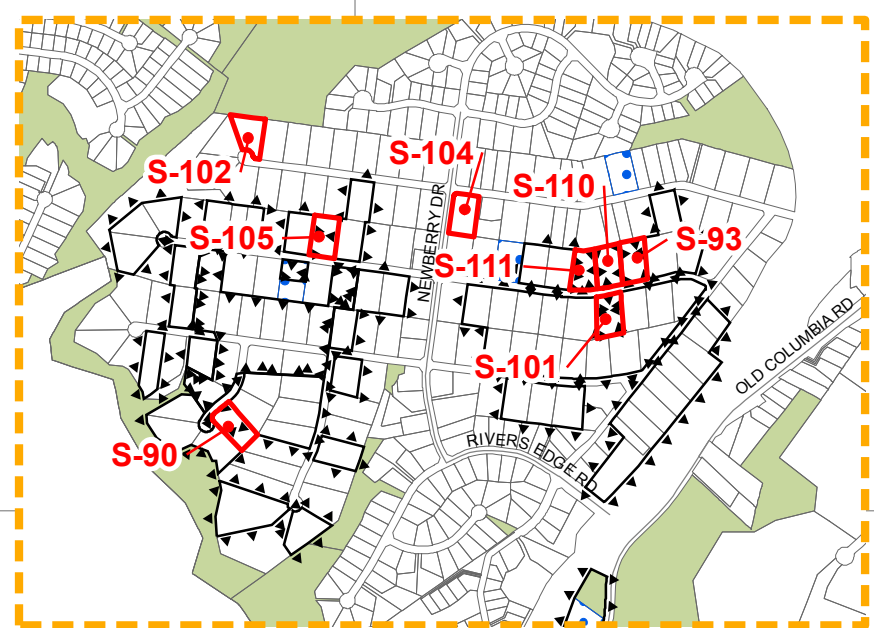 S-104
S-102
S-110
NEWBERRY DR
S-105
S-93
S-111
OLD COLUMBIA RD
S-101
RIVERS EDGE RD
S-90